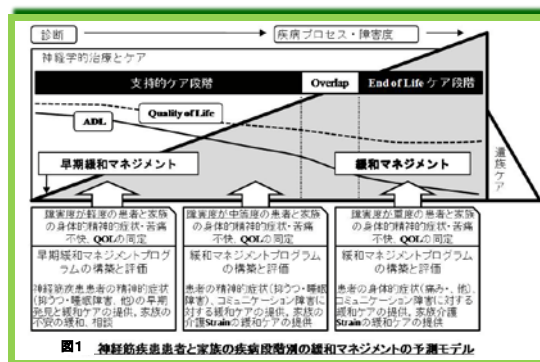 診断
疾病プロセス・障害度
神経学的治療とケア
支持的ケア段階
Overlap
End of Life ケア段階
Quality of Life
ADL
早期緩和マネジメント
緩和マネジメント
遺族ケア
障害度が軽度の患者と家族
の身体的精神的症状・苦痛
不快、QOLの同定
早期緩和マネジメントプログ
ラムの構築と評価
神経筋疾患患者の精神的症状
(抑うつ・睡眠障害、他)の早期
発見と緩和ケアの提供、家族の
不安の緩和、相談
障害度が中等度の患者と家族
の身体的精神的症状・苦痛
不快、QOLの同定
緩和マネジメントプログラム
の構築と評価
患者の精神的症状(抑うつ・睡眠
障害)、コミュニケーション障害に
対する緩和ケアの提供、家族の
介護Strainの緩和ケアの提供
障害度が重度の患者と家族
の身体的精神的症状・苦痛
不快、QOLの同定
緩和マネジメントプログラム
の構築と評価
患者の身体的症状(痛み、他)、
コミュニケーション障害に対する
緩和ケアの提供、家族介護
Strainの緩和ケアの提供
図1 神経筋疾患患者と家族の疾病段階別の緩和マネジメントの予測モデル